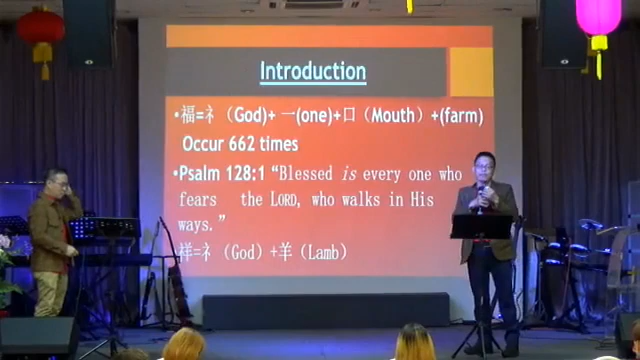 Introduction
•福=礻（God)+ 一(one)+口（Mouth）+(farm)
Occur 662 times
•Psalm 128:1 “Blessed is every one who
fears the LORD, who walks in His
ways.”
祥=礻（God）+羊（Lamb）